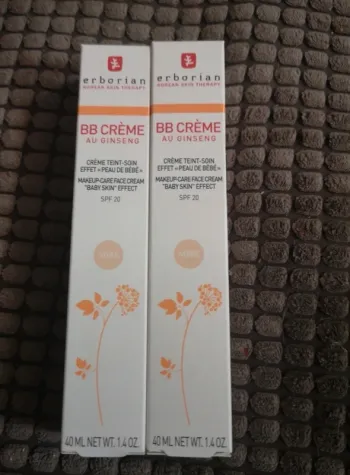 erborian
KOREAN SKIN THERAPY
BB CRÈME
AU GINSENG
CRÈME TEINT-SOIN
EFFET «PEAU DE BÉBÉ»
MAKEUP-CARE FACE CREAM
"BABY SKIN" EFFECT
SPF 20
40 ML NET WT. 1.4 OZ.
erborian
KOREAN SKIN THERAPY
BB CRÈME
AU GINSENG
CRÈME TEINT-SOIN
EFFET «PEAU DE BÉBÉ»
MAKEUP-CARE FACE CREAM
"BABY SKIN" EFFECT
SPF 20
40 ML NET WT. 1.4 OZ.